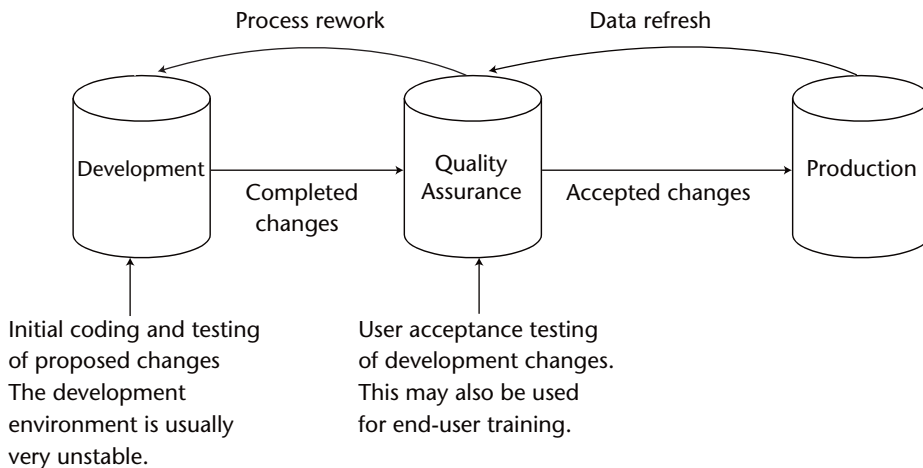 Process rework
Data refresh
Development
Quality
Assurance
Production
Completed
changes
Accepted changes
Initial coding and testing
of proposed changes
The development
environment is usually
very unstable.
User acceptance testing
of development changes.
This may also be used
for end-user training.